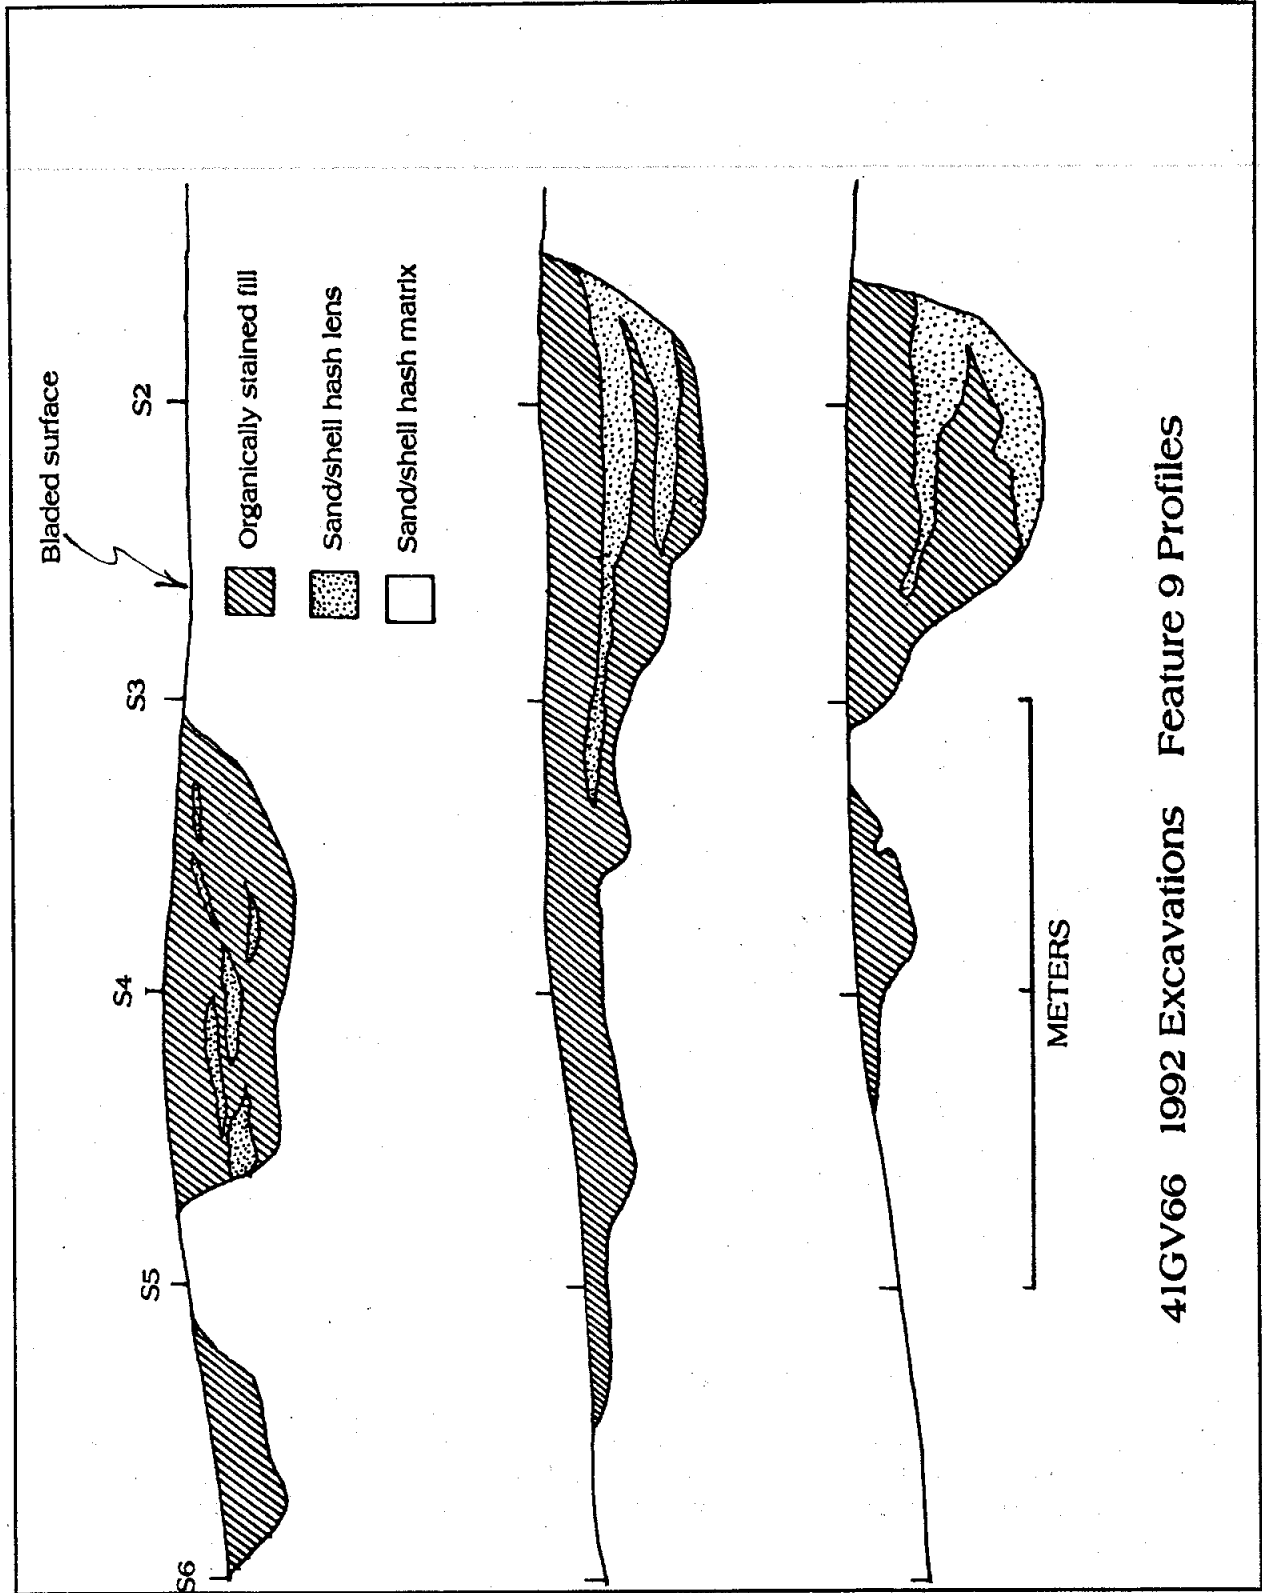 Bladed surface
S6
S5
S4
S3
S2
Organically stained fill
Sand/shell hash lens
Sand/shell hash matrix
METERS
41GV66 1992 Excavations Feature 9 Profiles